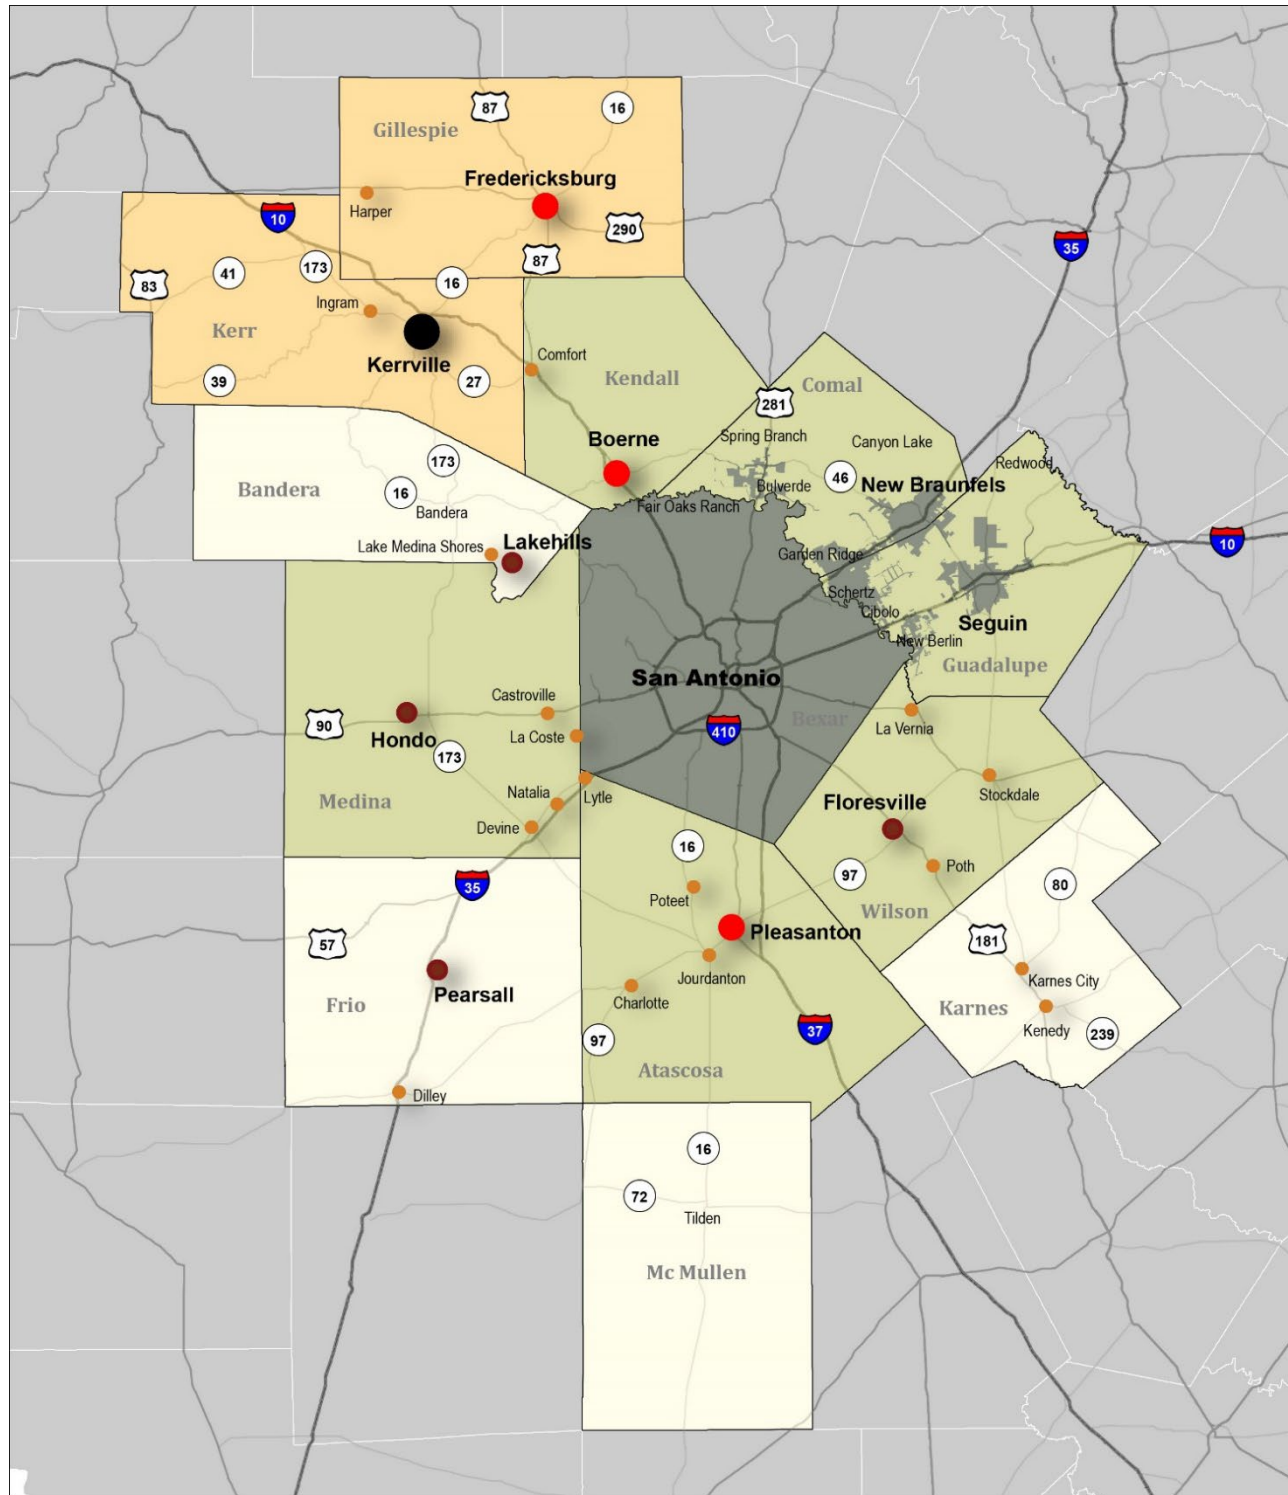 87
16
Gillespie
Fredericksburg
Harper
10
290
87
173
41
83
16
Ingram
Kerr
Kerrville
39
27
Comfort
Kendall
Comal
35
281
Spring Branch
Canyon Lake
Boerne
Redwood
173
46
New Braunfels
Bulverde
Bandera
16
Bandera
Fair Oaks Ranch
Lake Medina Shores
Lakehills
Garden Ridge
10
Schertz
Cibolo
Seguin
New Berlin
Guadalupe
San Antonio
Castroville
90
Hondo
La Coste
410
Bexar
La Vernia
173
Medina
Natalia
Lytle
Floresville
Stockdale
Devine
16
97
Poth
35
80
Poteet
Wilson
57
Pleasanton
181
Jourdanton
Karnes City
Pearsall
Charlotte
Frio
Karnes
37
Kenedy
239
97
Atascosa
Dilley
16
72
Tilden
Mc Mullen